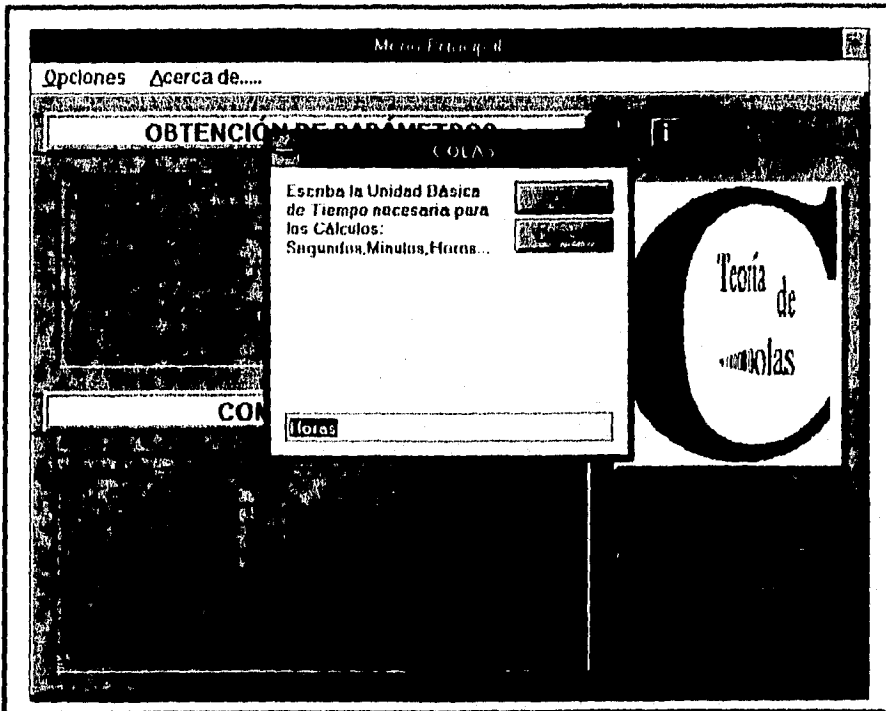 Menu Principal
Opciones Acerca de.....
OBTENCIÓN DE PARÁMETROS
COLAS
Escriba la Unidad Básica
de Tiempo necesaria para
los Cálculos:
Segundos,Minutos,Horas...
Teoría
de
olas
CON
Horas